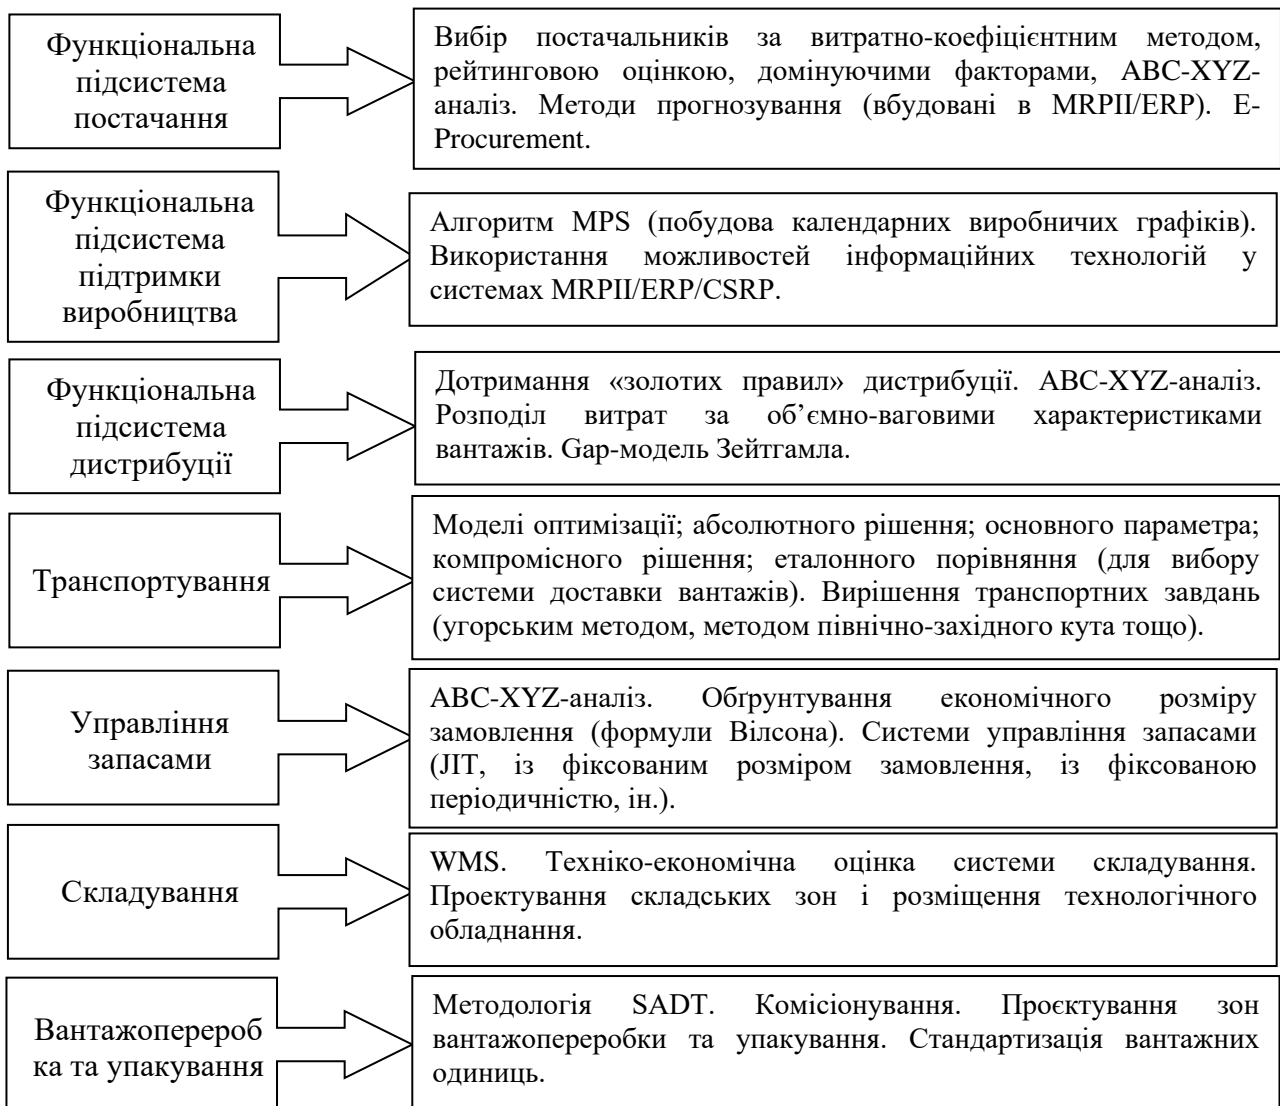 Функціональна
підсистема
постачання
Вибір постачальників за витратно-коефіцієнтним методом,
рейтинговою оцінкою, домінуючими факторами, ABC-XYZ-
аналіз. Методи прогнозування (вбудовані в MRPII/ERP). E-
Procurement.
Функціональна
підсистема
підтримки
виробництва
Алгоритм MPS (побудова календарних виробничих графіків).
Використання можливостей інформаційних технологій у
системах MRPII/ERP/CSRP.
Функціональна
підсистема
дистрибуції
Дотримання «золотих правил» дистрибуції. ABC-XYZ-аналіз.
Розподіл витрат за об’ємно-ваговими характеристиками
вантажів. Gap-модель Зейтгамла.
Транспортування
Моделі оптимізації; абсолютного рішення; основного параметра;
компромісного рішення; еталонного порівняння (для вибору
системи доставки вантажів). Вирішення транспортних завдань
(угорським методом, методом північно-західного кута тощо).
Управління
запасами
ABC-XYZ-аналіз. Обґрунтування економічного розміру
замовлення (формули Вілсона). Системи управління запасами
(JIT, із фіксованим розміром замовлення, із фіксованою
періодичністю, ін.).
Складування
WMS. Техніко-економічна оцінка системи складування.
Проектування складських зон і розміщення технологічного
обладнання.
Вантажоперероб
ка та упакування
Методологія SADT. Комісіонування. Проєктування зон
вантажопереробки та упакування. Стандартизація вантажних
одиниць.